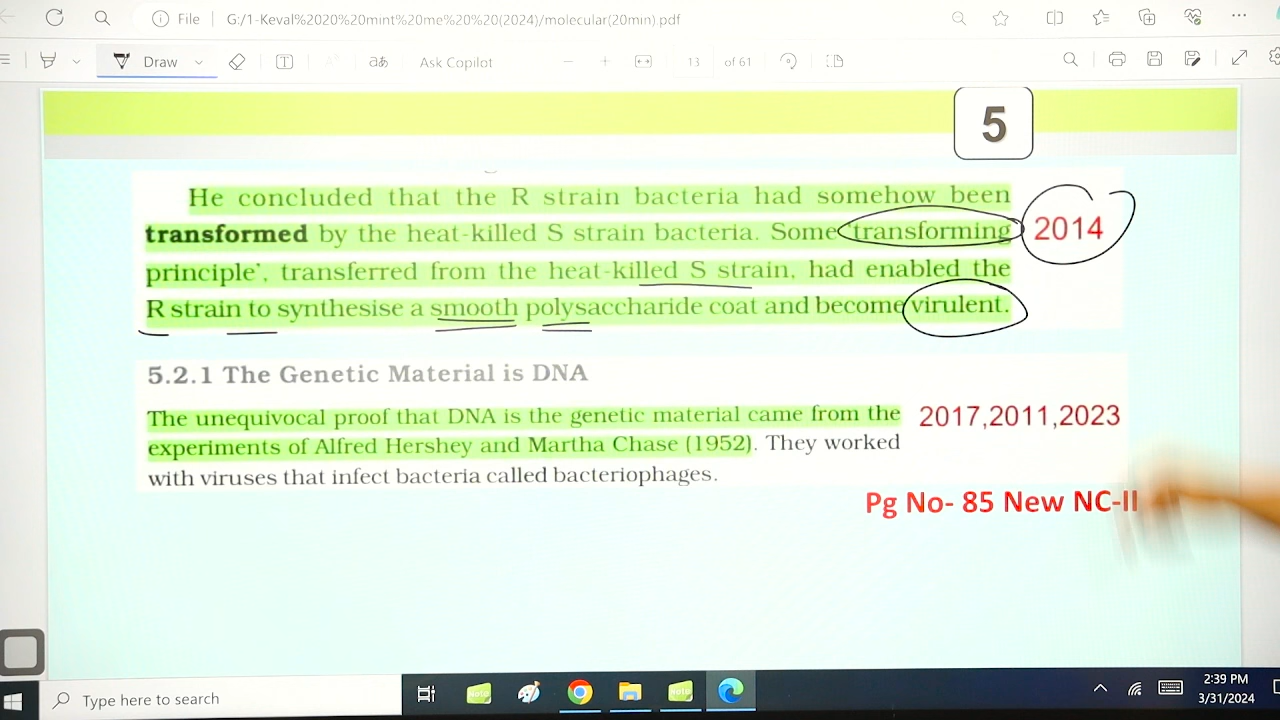 File G:/1-Keval%2020%20mint%20me%20%20(2024)/molecular(20min).pdf
Draw aあ Ask Copilot 13 of 61
5
He concluded that the R strain bacteria had somehow been
transformed by the heat-killed S strain bacteria. Some 'transforming 2014
principle', transferred from the heat-killed S strain, had enabled the
R strain to synthesise a smooth polysaccharide coat and become virulent.
5.2.1 The Genetic Material is DNA
The unequivocal proof that DNA is the genetic material came from the 2017,2011,2023
experiments of Alfred Hershey and Martha Chase (1952). They worked
with viruses that infect bacteria called bacteriophages.
Pg No- 85 New NC-II
Type here to search
2:39 PM
3/31/2024